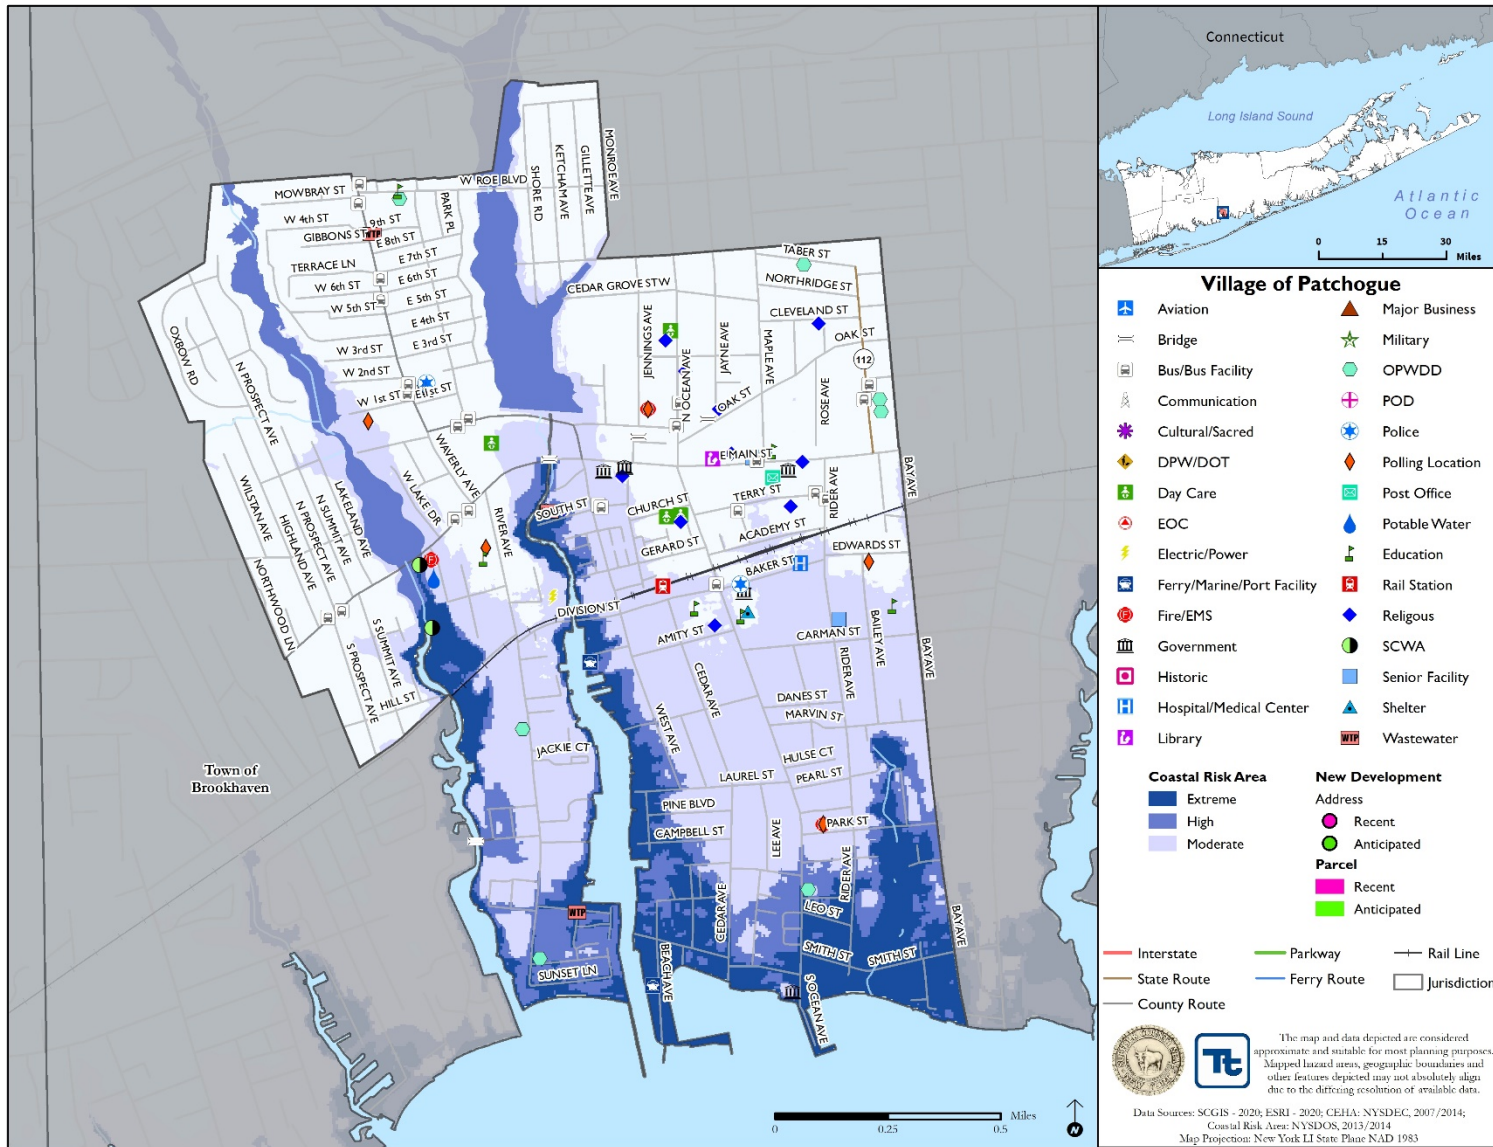 Connecticut
Long Island Sound
Atlantic
Ocean
0 15 30
Miles
Village of Patchogue
Aviation
Bridge
Bus/Bus Facility
Communication
Cultural/Sacred
DPW/DOT
Day Care
EOC
Electric/Power
Ferry/Marine/Port Facility
Fire/EMS
Government
Historic
Hospital/Medical Center
Library
Major Business
Military
OPWDD
POD
Police
Polling Location
Post Office
Potable Water
Education
Rail Station
Religous
SCWA
Senior Facility
Shelter
WTP Wastewater
Coastal Risk Area
Extreme
High
Moderate
New Development
Address
Recent
Anticipated
Parcel
Recent
Anticipated
Interstate
State Route
County Route
Parkway
Ferry Route
Rail Line
Jurisdiction
Tt
The map and data depicted are considered
approximate and suitable for most planning purposes.
Mapped hazard areas, geographic boundaries and
other features depicted may not absolutely align
due to the differing resolution of available data.
Data Sources: SCGIS - 2020; ESRI - 2020; CEHA: NYSDEC, 2007/2014;
Coastal Risk Area: NYSDOS, 2013/2014
Map Projection: New York LI State Plane NAD 1983
MOWBRAY ST
W ROE BLVD
W 4th ST
9th ST
GIBBONS ST
WTP
E 8th ST
PARK PL
E 7th ST
TERRACE LN
E 6th ST
W 6th ST
E 5th ST
W 5th ST
E 4th ST
E 3rd ST
W 3rd ST
W 2nd ST
W 1st ST
E 1st ST
OXBOW RD
N PROSPECT AVE
SHORE RD
KETCHAM AVE
GILLETTE AVE
MONROE AVE
TABER ST
CEDAR GROVE ST W
NORTHRIDGE ST
CLEVELAND ST
OAK ST
112
JENNINGS AVE
N OCEAN AVE
JAYNE AVE
MAPLE AVE
OAK ST
ROSE AVE
E MAIN ST
BAY AVE
WAVERLY AVE
W LAKE DR
RIVER AVE
LAKELAND AVE
N SUMMIT AVE
N PROSPECT AVE
HIGHLAND AVE
WILSTAN AVE
NORTHWOOD LN
SOUTH ST
CHURCH ST
TERRY ST
RIDER AVE
ACADEMY ST
GERARD ST
BAKER ST
EDWARDS ST
DIVISION ST
AMITY ST
CARMAN ST
BAILEY AVE
BAY AVE
S SUMMIT AVE
S PROSPECT AVE
HILL ST
CEDAR AVE
RIDER AVE
DANES ST
MARVIN ST
WEST AVE
JACKIE CT
HULSE CT
LAUREL ST
PEARL ST
PINE BLVD
CAMPBELL ST
LEE AVE
PARK ST
Town of
Brookhaven
CEDAR AVE
RIDER AVE
LEO ST
WTP
BAY AVE
SMITH ST
SMITH ST
SUNSET LN
BEACH AVE
S OCEAN AVE
Miles
0 0.25 0.5
N